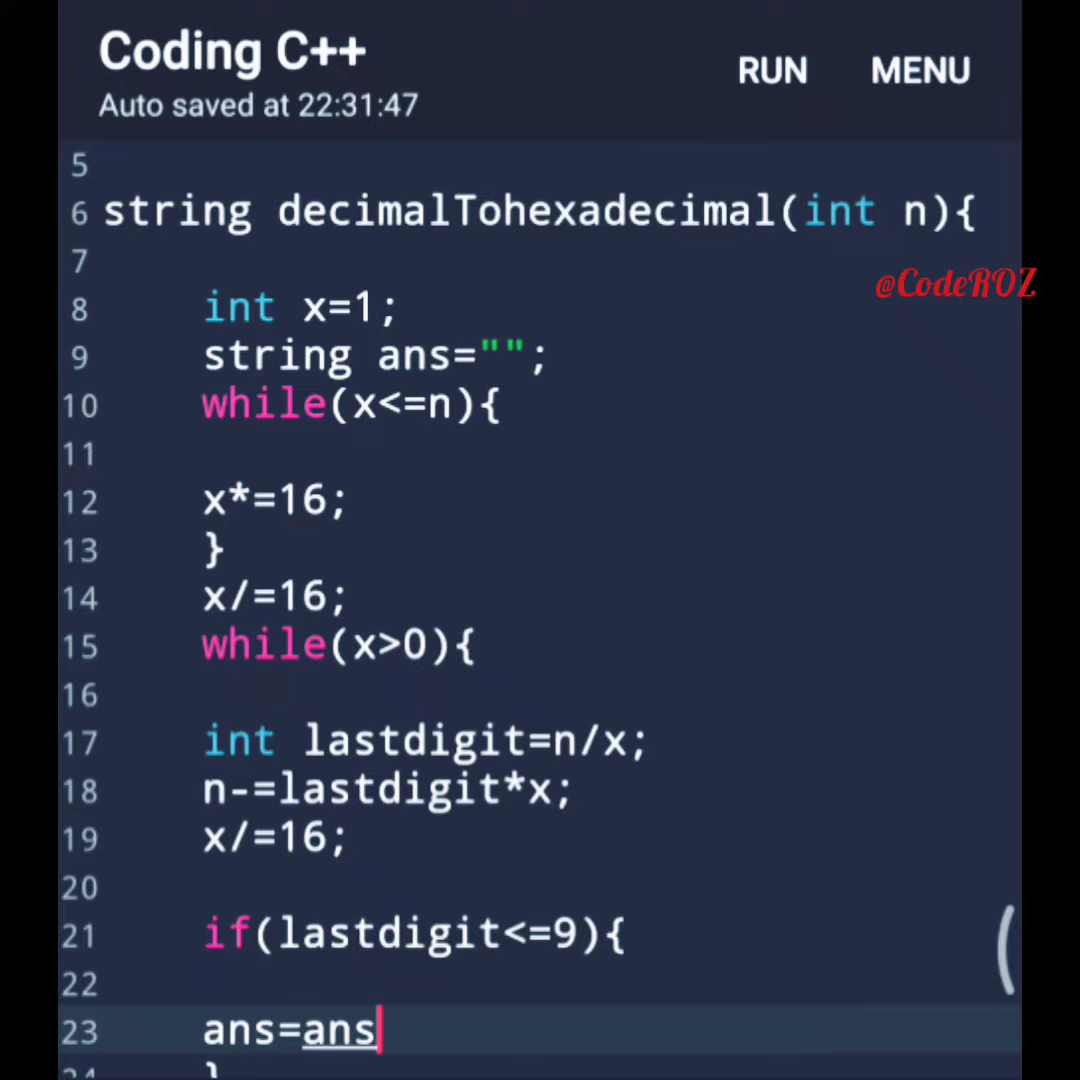 Coding C++
RUN MENU
Auto saved at 22:31:47
5
6 string decimalTohexadecimal(int n){
7
@CodeROZ
8 int x=1;
9 string ans="";
10 while(x<=n){
11
12 x*=16;
13 }
14 x/=16;
15 while(x>0){
16
17 int lastdigit=n/x;
18 n-=lastdigit*x;
19 x/=16;
20
21 if(lastdigit<=9){
22
23 ans=ans
24 }